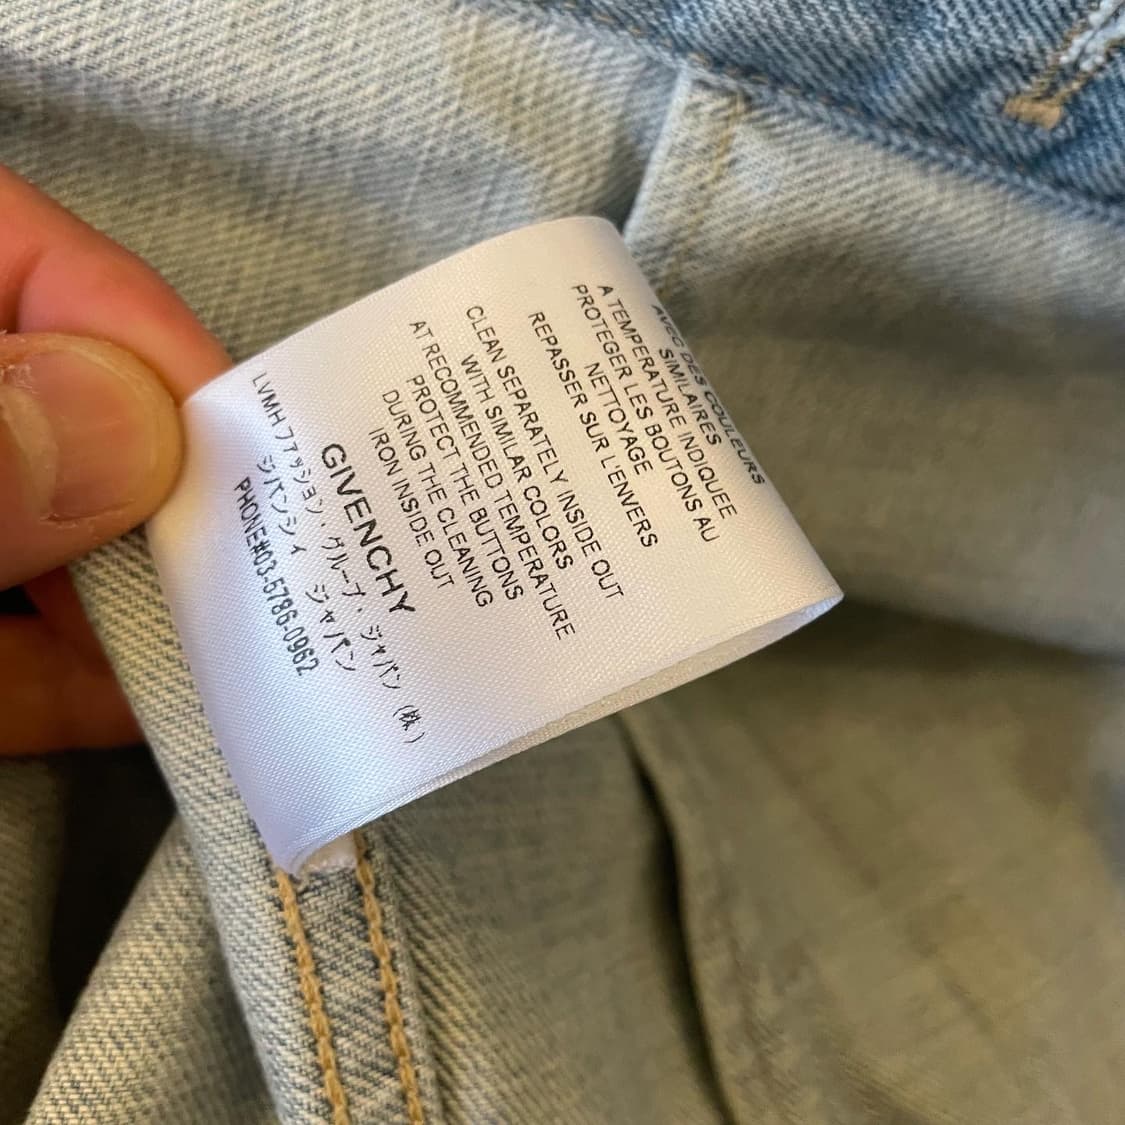 AVEC DES COULEURS
SIMILAIRES
A TEMPERATURE INDIQUEE
PROTEGER LES BOUTONS AU
NETTOYAGE
REPASSER SUR L'ENVERS
CLEAN SEPARATELY INSIDE OUT
WITH SIMILAR COLORS
AT RECOMMENDED TEMPERATURE
PROTECT THE BUTTONS
DURING THE CLEANING
IRON INSIDE OUT
GIVENCHY
LVMH ファッション・グループ・ジャパン (株)
ジバンシィ ジャパン
PHONE#03-5786-0962